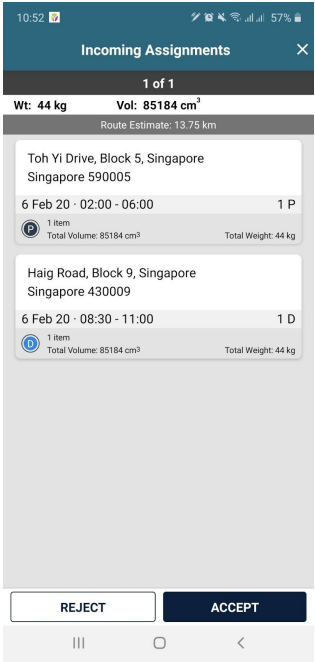 10:52 57%
Incoming Assignments ×
1 of 1
Wt: 44 kg Vol: 85184 cm³
Route Estimate: 13.75 km
Toh Yi Drive, Block 5, Singapore
Singapore 590005
6 Feb 20 · 02:00 - 06:00 1 P
P 1 item
Total Volume: 85184 cm³ Total Weight: 44 kg
Haig Road, Block 9, Singapore
Singapore 430009
6 Feb 20 · 08:30 - 11:00 1 D
D 1 item
Total Volume: 85184 cm³ Total Weight: 44 kg
REJECT ACCEPT